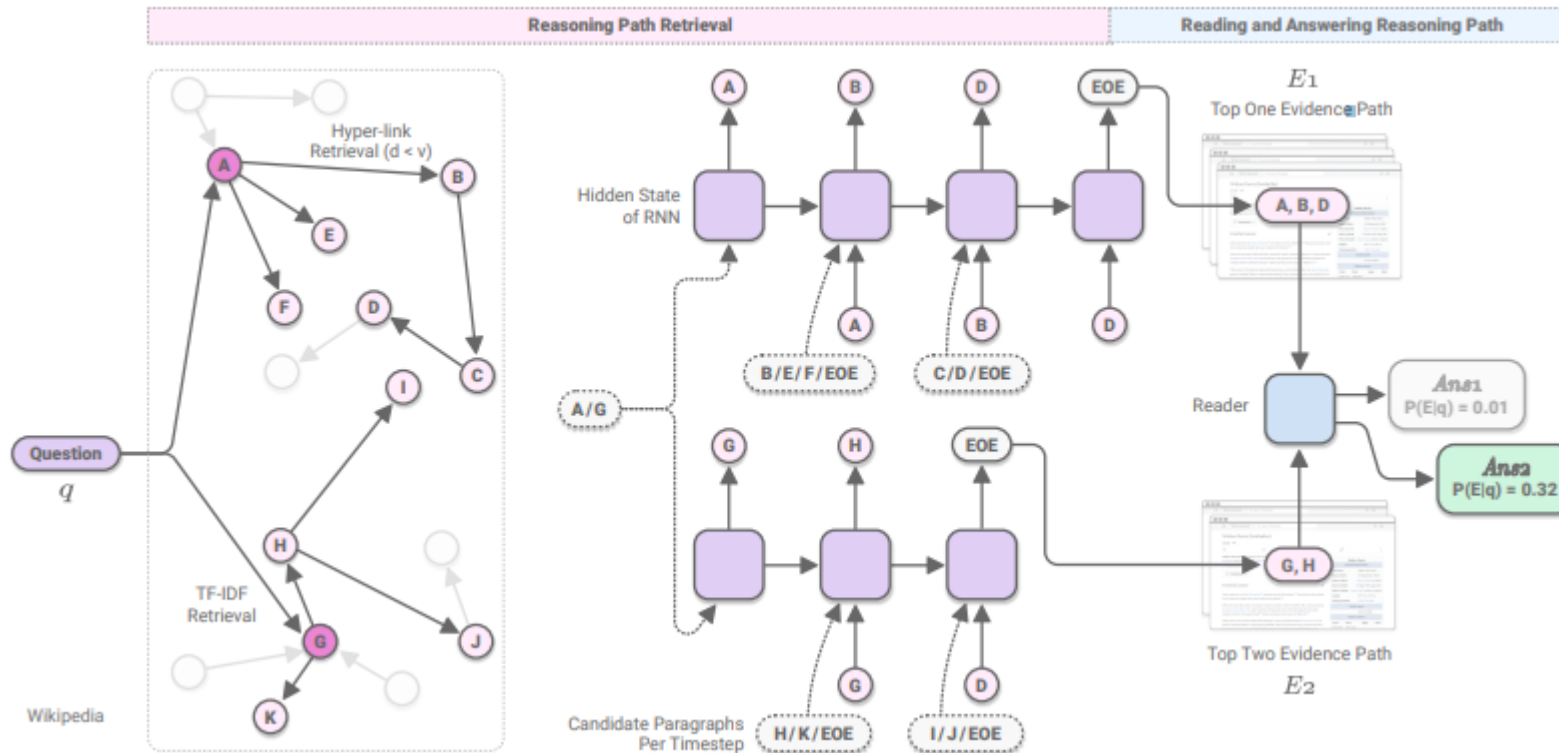 Reasoning Path Retrieval
Reading and Answering Reasoning Path
Hyper-link
Retrieval (d < v)
A
B
E
F
D
C
I
H
G
J
K
TF-IDF
Retrieval
Question
q
Wikipedia
A
B
D
EOE
Hidden State
of RNN
A
B
D
B/E/F/EOE
C/D/EOE
A/G
G
H
EOE
G
D
H/K/EOE
I/J/EOE
Candidate Paragraphs
Per Timestep
E1
Top One Evidence Path
A, B, D
Reader
Ans1
P(E|q) = 0.01
Ans2
P(E|q) = 0.32
G, H
Top Two Evidence Path
E2